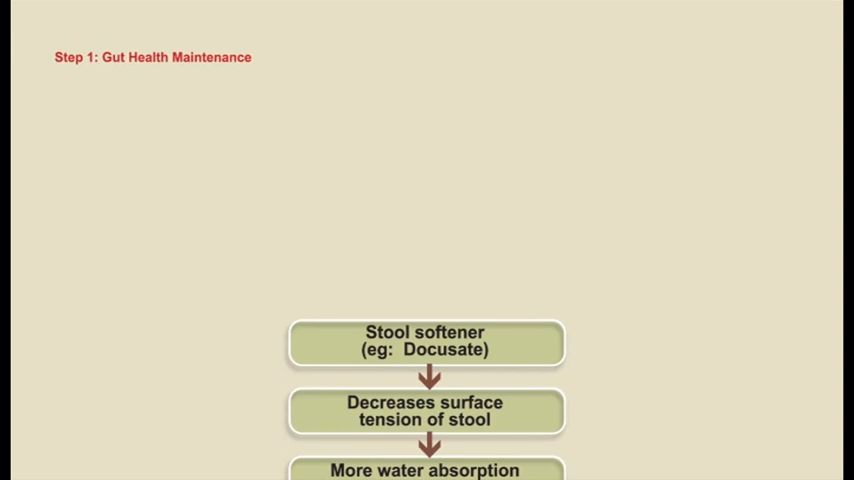 Step 1: Gut Health Maintenance
Stool softener
(eg:  Docusate)
Decreases surface
tension of stool
More water absorption